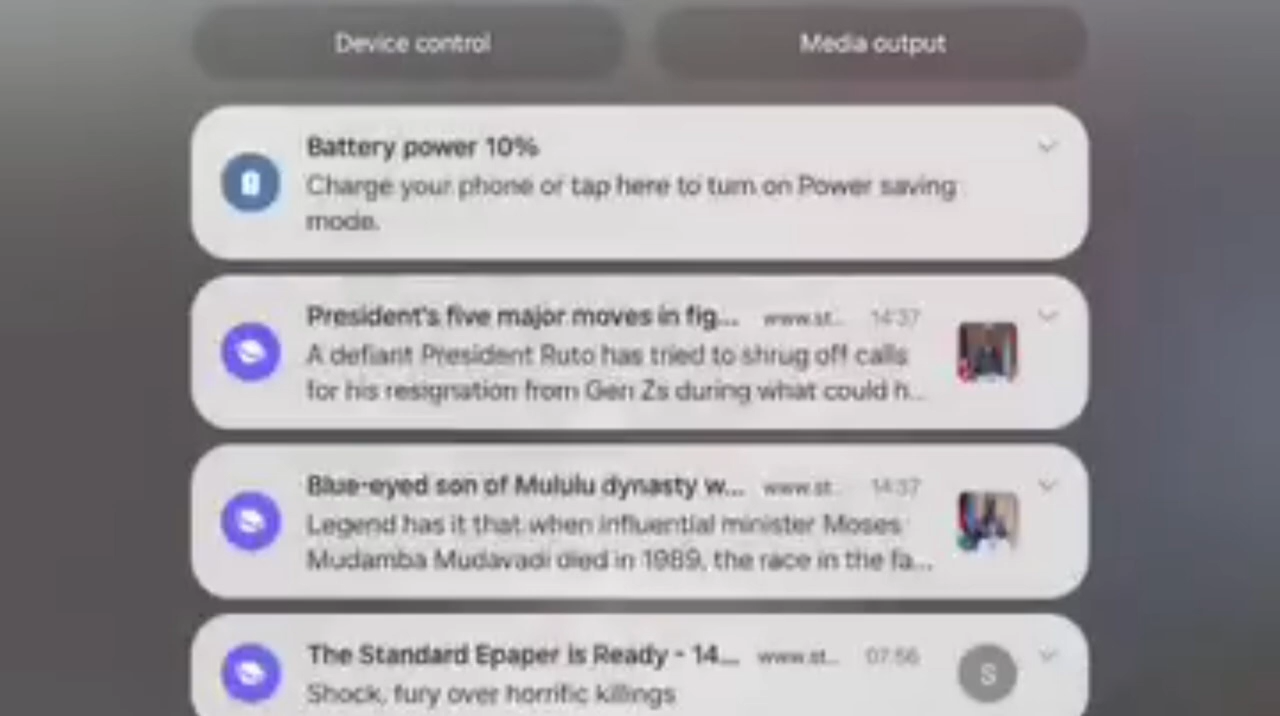 Device control
Media output
Battery power 10%
Charge your phone or tap here to turn on Power saving
mode.
President's five major moves in fig... www.st... 14:37
A defiant President Ruto has tried to shrug off calls
for his resignation from Gen Zs during what could h...
Blue-eyed son of Mululu dynasty w... www.st... 14:37
Legend has it that when influential minister Moses
Mudamba Mudavadi died in 1989, the race in the fa...
The Standard Epaper is Ready - 14... www.st... 07:56
S
Shock, fury over horrific killings